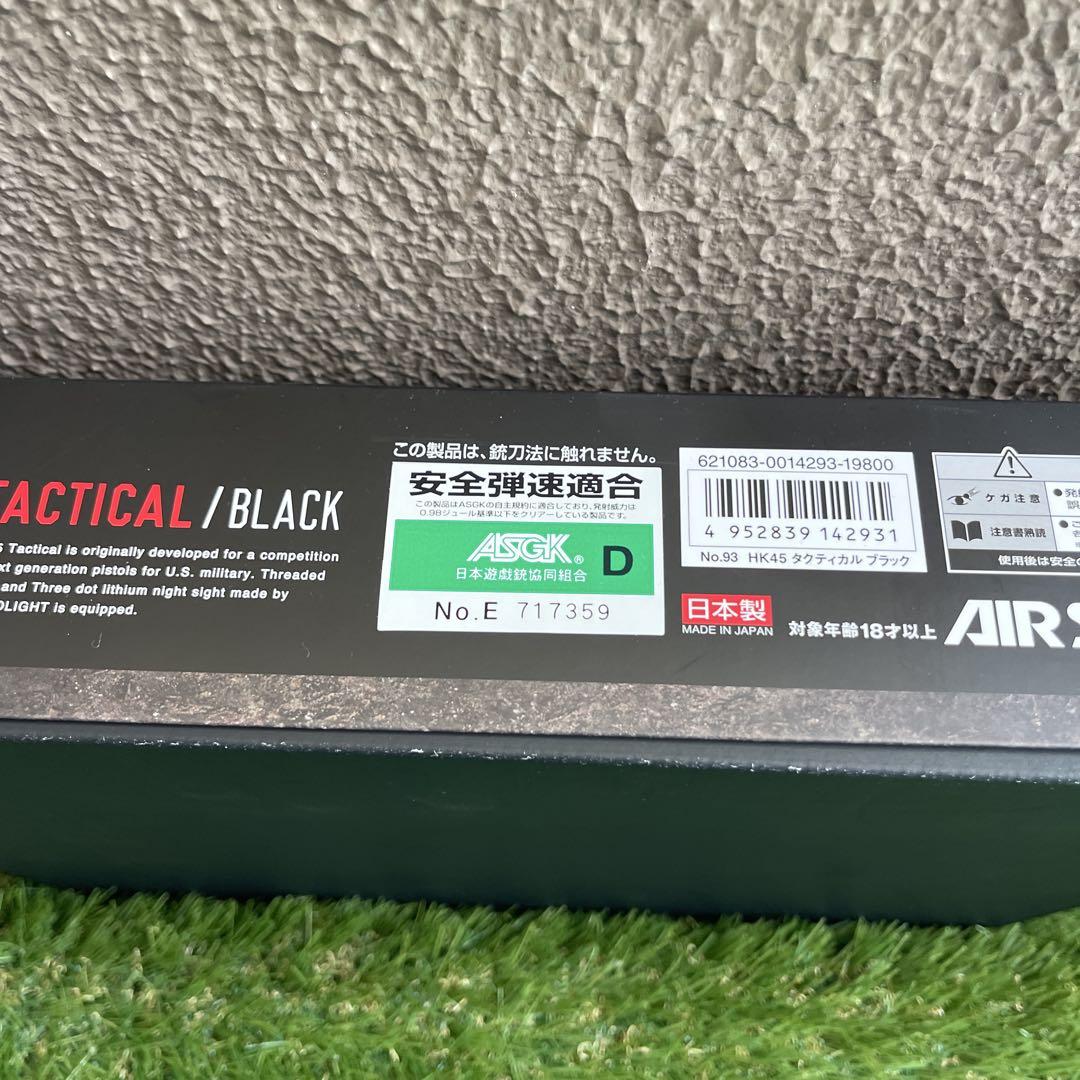 TACTICAL / BLACK
Tactical is originally developed for a competition
next generation pistols for U.S. military. Threaded
and Three dot lithium night sight made by
is equipped.
この製品は、銃刀法に触れません。
安全弾速適合
この製品はASGKの自主規約に適合しており、発射威力は
0.98ジュール基準以下をクリアーしている製品です。
ASGK® D
日本遊戯銃協同組合
No.E 717359
621083-0014293-19800
4 952839 142931
No.93 HK45 タクティカル ブラック
日本製
MADE IN JAPAN
対象年齢18才以上
AIR
ケガ注意
注意書熟読
使用後は安全の